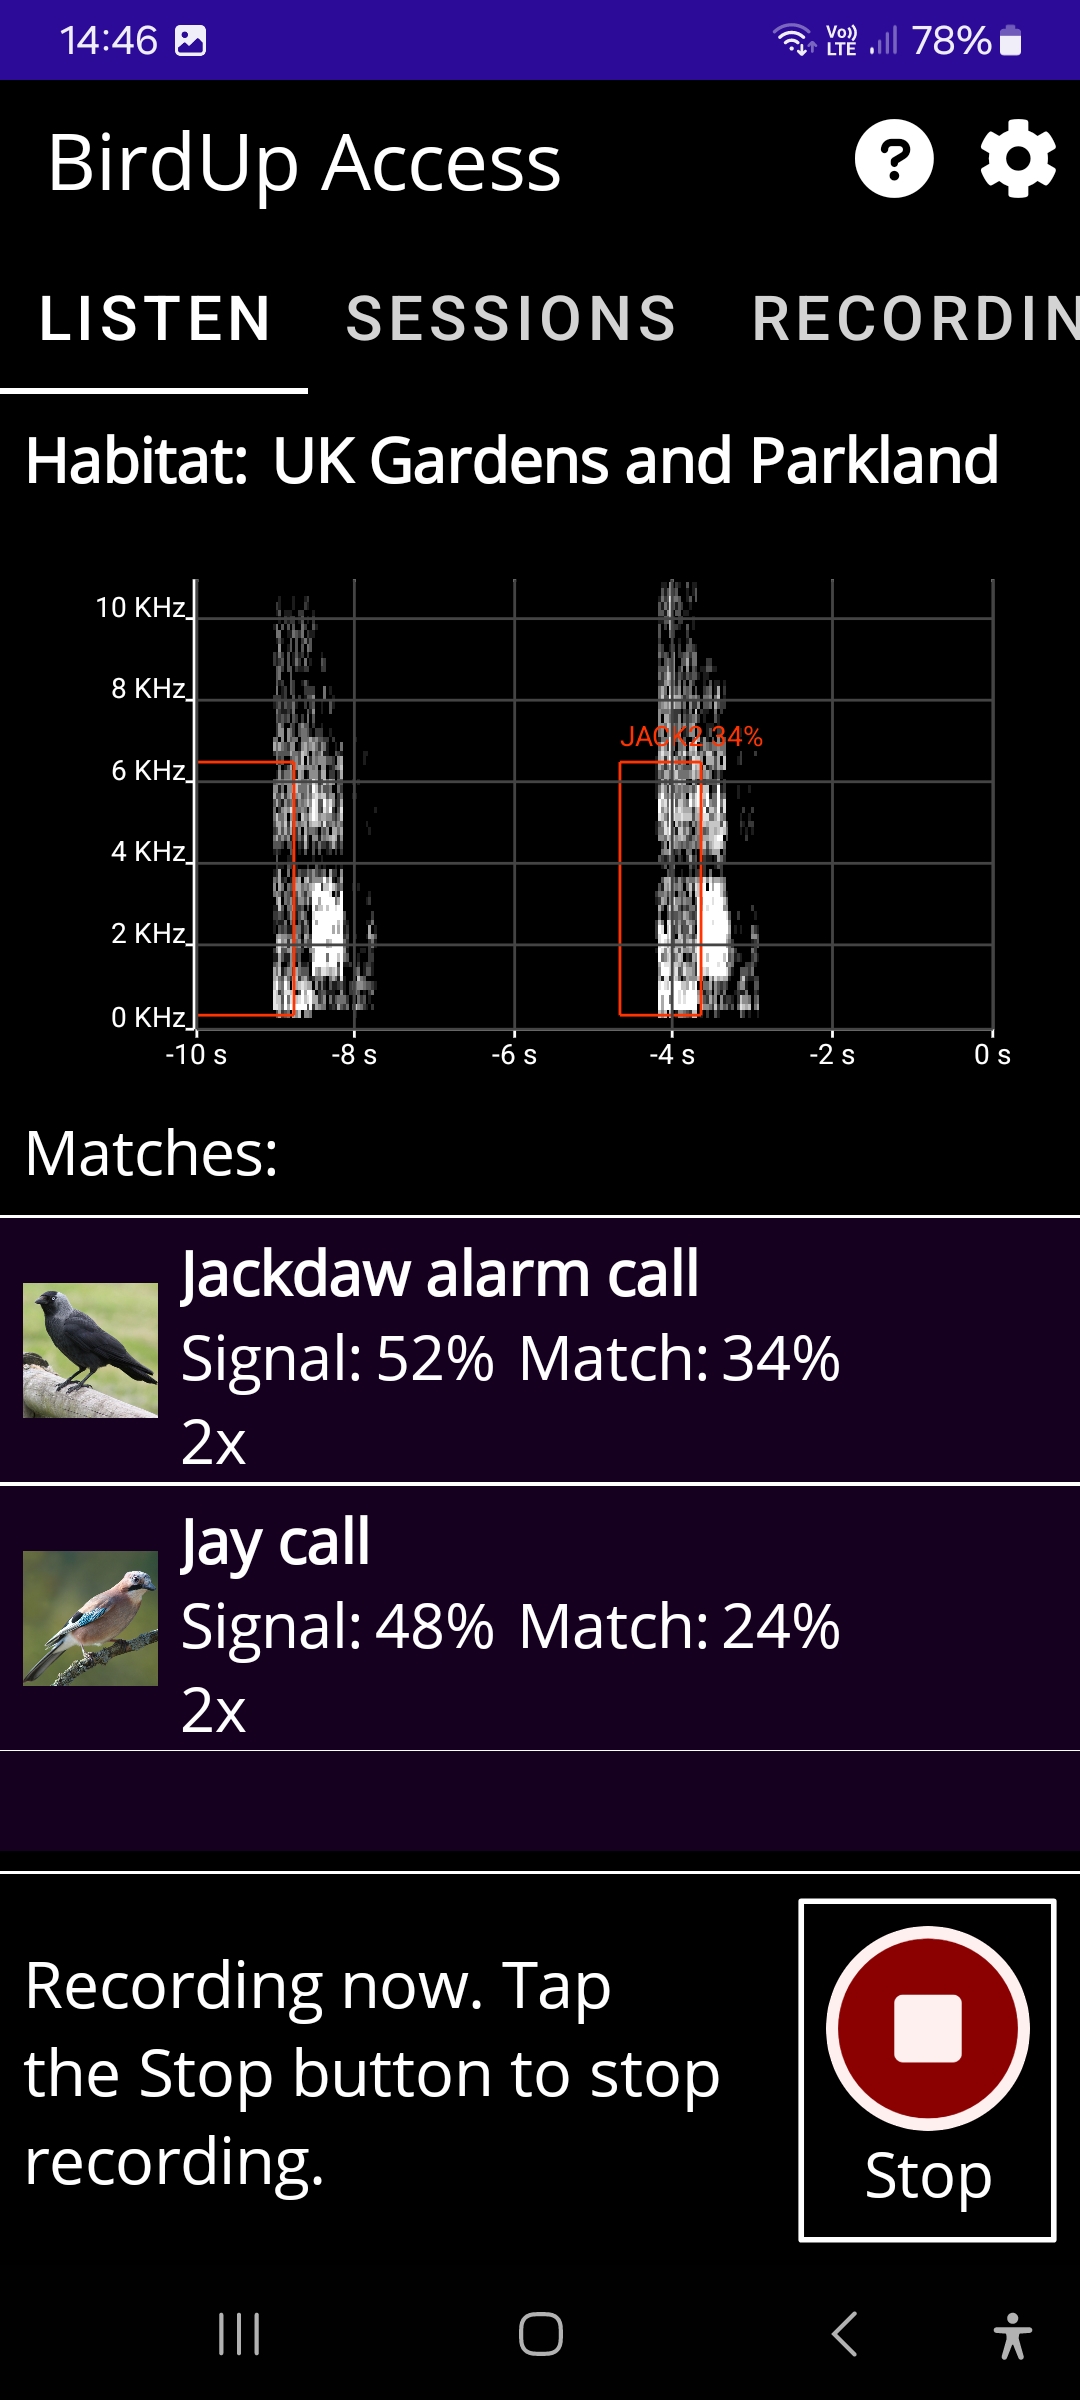 14:46
Vo)) LTE 78%
BirdUp Access
?
LISTEN SESSIONS RECORDIN
Habitat: UK Gardens and Parkland
10 KHz
8 KHz
JACK2 34%
6 KHz
4 KHz
2 KHz
0 KHz
-10 s -8 s -6 s -4 s -2 s 0 s
Matches:
Jackdaw alarm call
Signal: 52% Match: 34%
2x
Jay call
Signal: 48% Match: 24%
2x
Recording now. Tap
the Stop button to stop
recording.
Stop